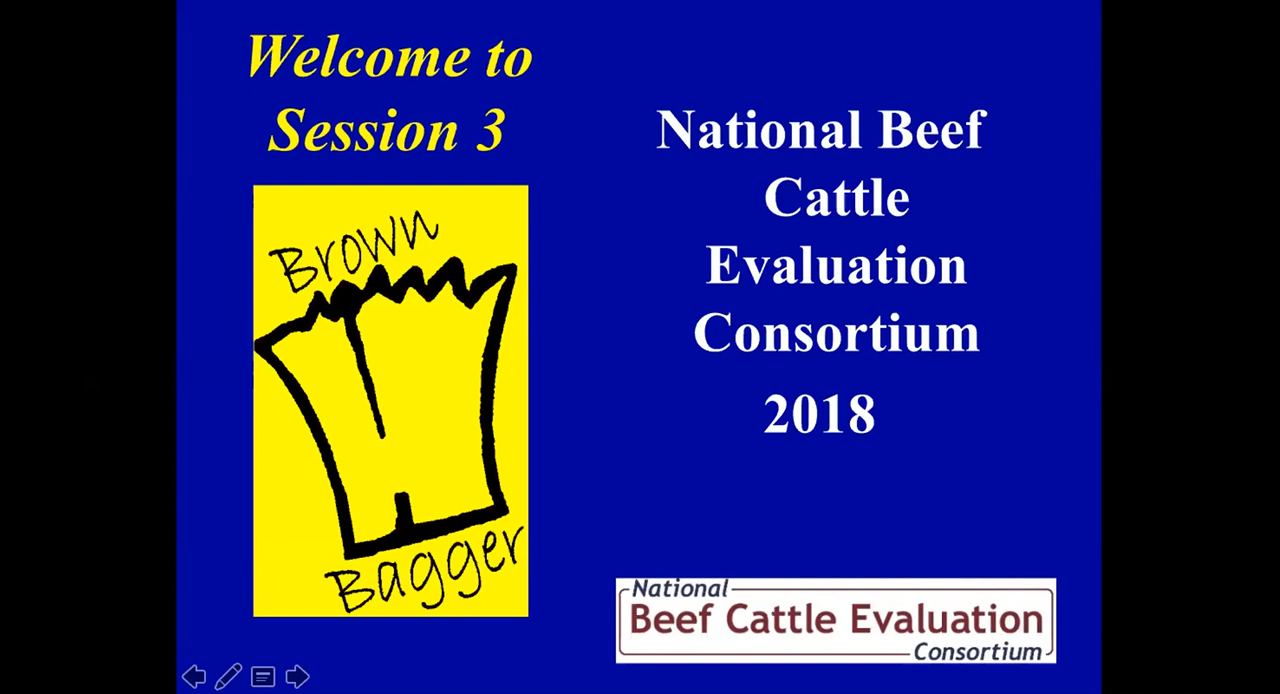 Welcome to
Session 3
Brown
Bagger
National Beef
Cattle
Evaluation
Consortium
2018
National
Beef Cattle Evaluation
Consortium